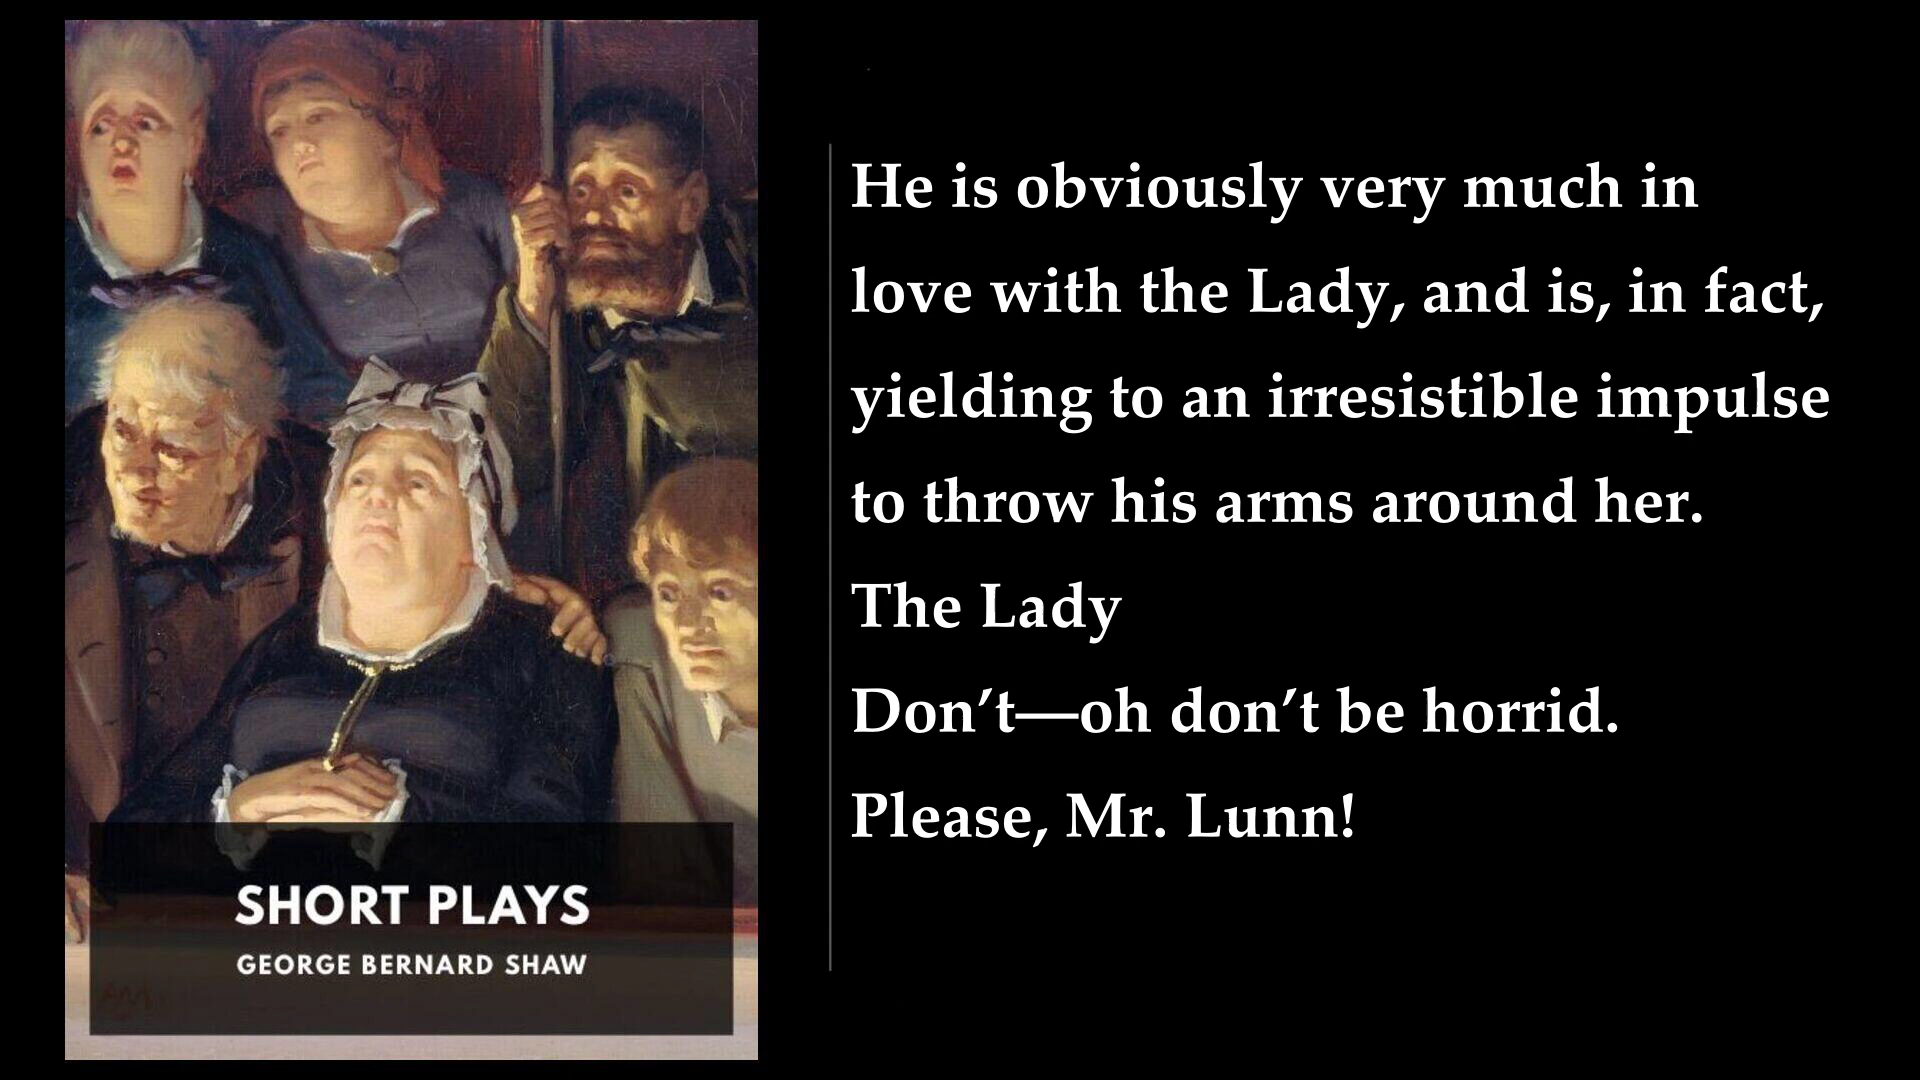 SHORT PLAYS
GEORGE BERNARD SHAW
He is obviously very much in
love with the Lady, and is, in fact,
yielding to an irresistible impulse
to throw his arms around her.
The Lady
Don’t—oh don’t be horrid.
Please, Mr. Lunn!